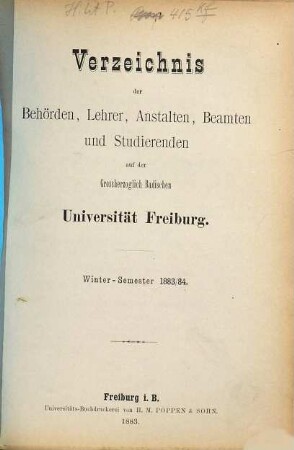 Verzeichnis
der
Behörden, Lehrer, Anstalten, Beamten
und Studierenden
auf der
Grossherzoglich Badischen
Universität Freiburg.
Winter-Semester 1883/84.
Freiburg i. B.
Universitäts-Buchdruckerei von H. M. POPPEN & SOHN.
1883.